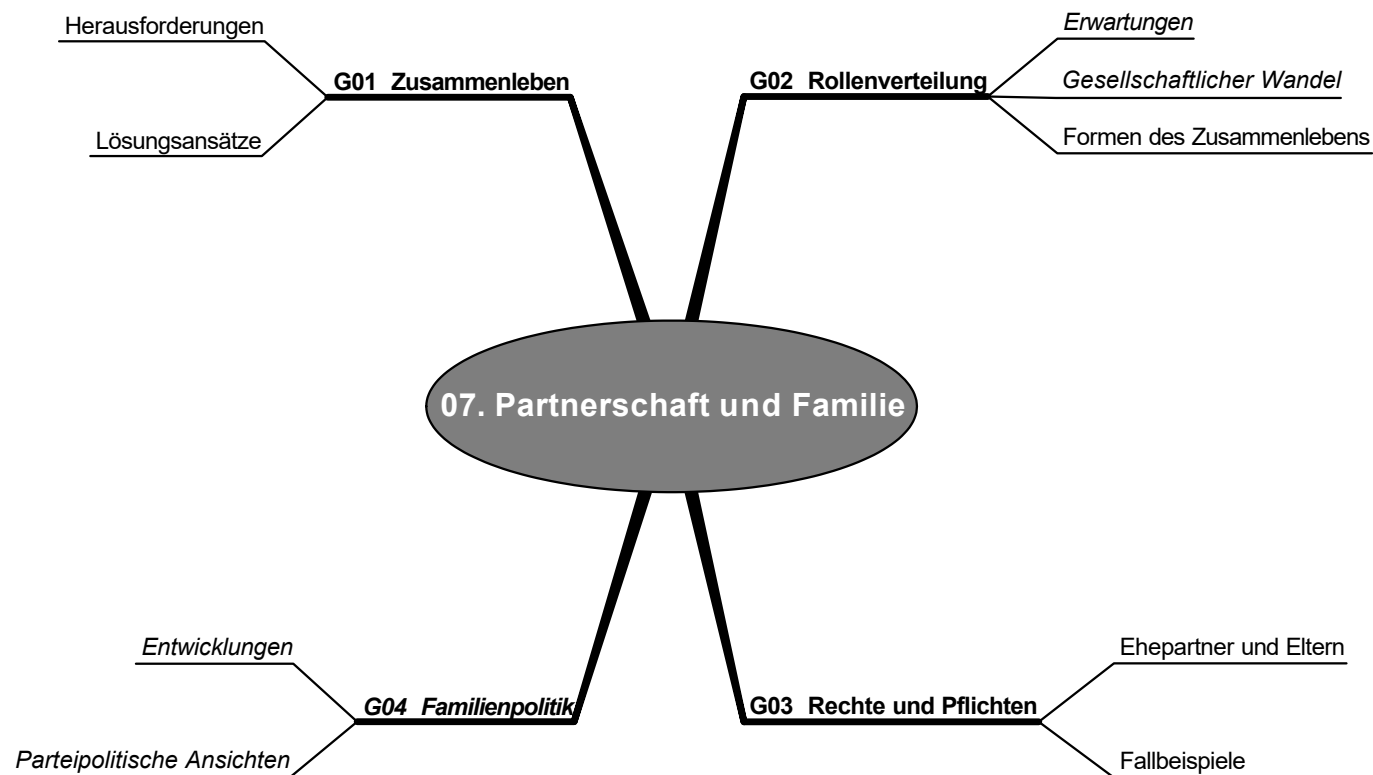 Herausforderungen
G01 Zusammenleben
Lösungsansätze
Erwartungen
G02 Rollenverteilung
Gesellschaftlicher Wandel
Formen des Zusammenlebens
07. Partnerschaft und Familie
Entwicklungen
G04 Familienpolitik
Parteipolitische Ansichten
Ehepartner und Eltern
G03 Rechte und Pflichten
Fallbeispiele